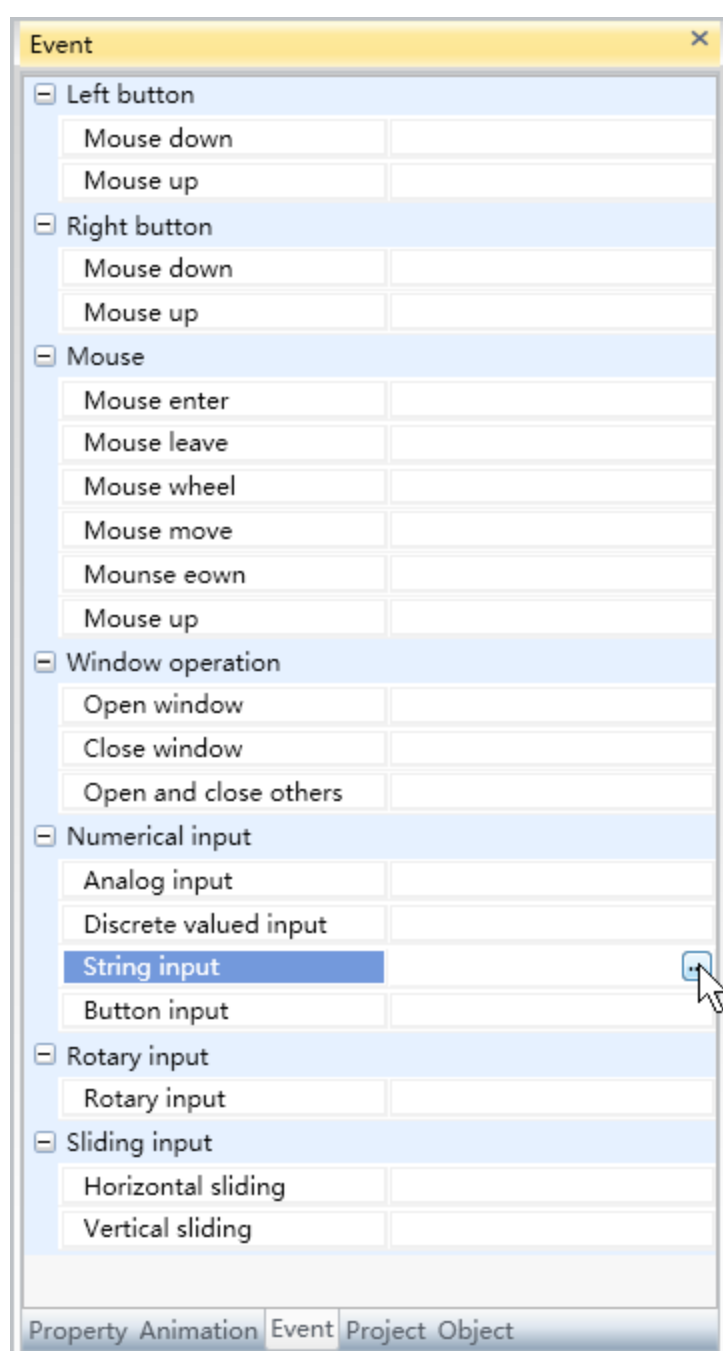 Event
Left button
Mouse down
Mouse up
Right button
Mouse down
Mouse up
Mouse
Mouse enter
Mouse leave
Mouse wheel
Mouse move
Mounse eown
Mouse up
Window operation
Open window
Close window
Open and close others
Numerical input
Analog input
Discrete valued input
String input
Button input
Rotary input
Rotary input
Sliding input
Horizontal sliding
Vertical sliding
Property Animation Event Project Object